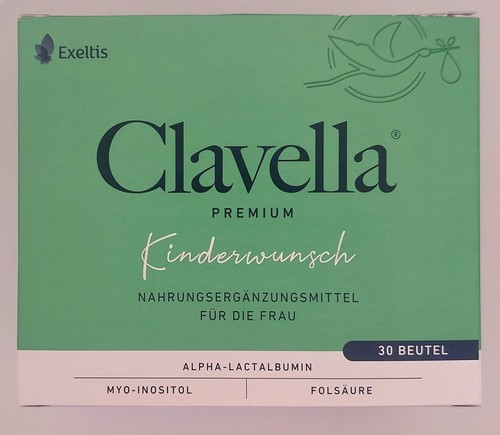 Exeltis
Clavella®
PREMIUM
Kinderwunsch
NAHRUNGSERGÄNZUNGSMITTEL
FÜR DIE FRAU
30 BEUTEL
ALPHA-LACTALBUMIN
MYO-INOSITOL
FOLSÄURE